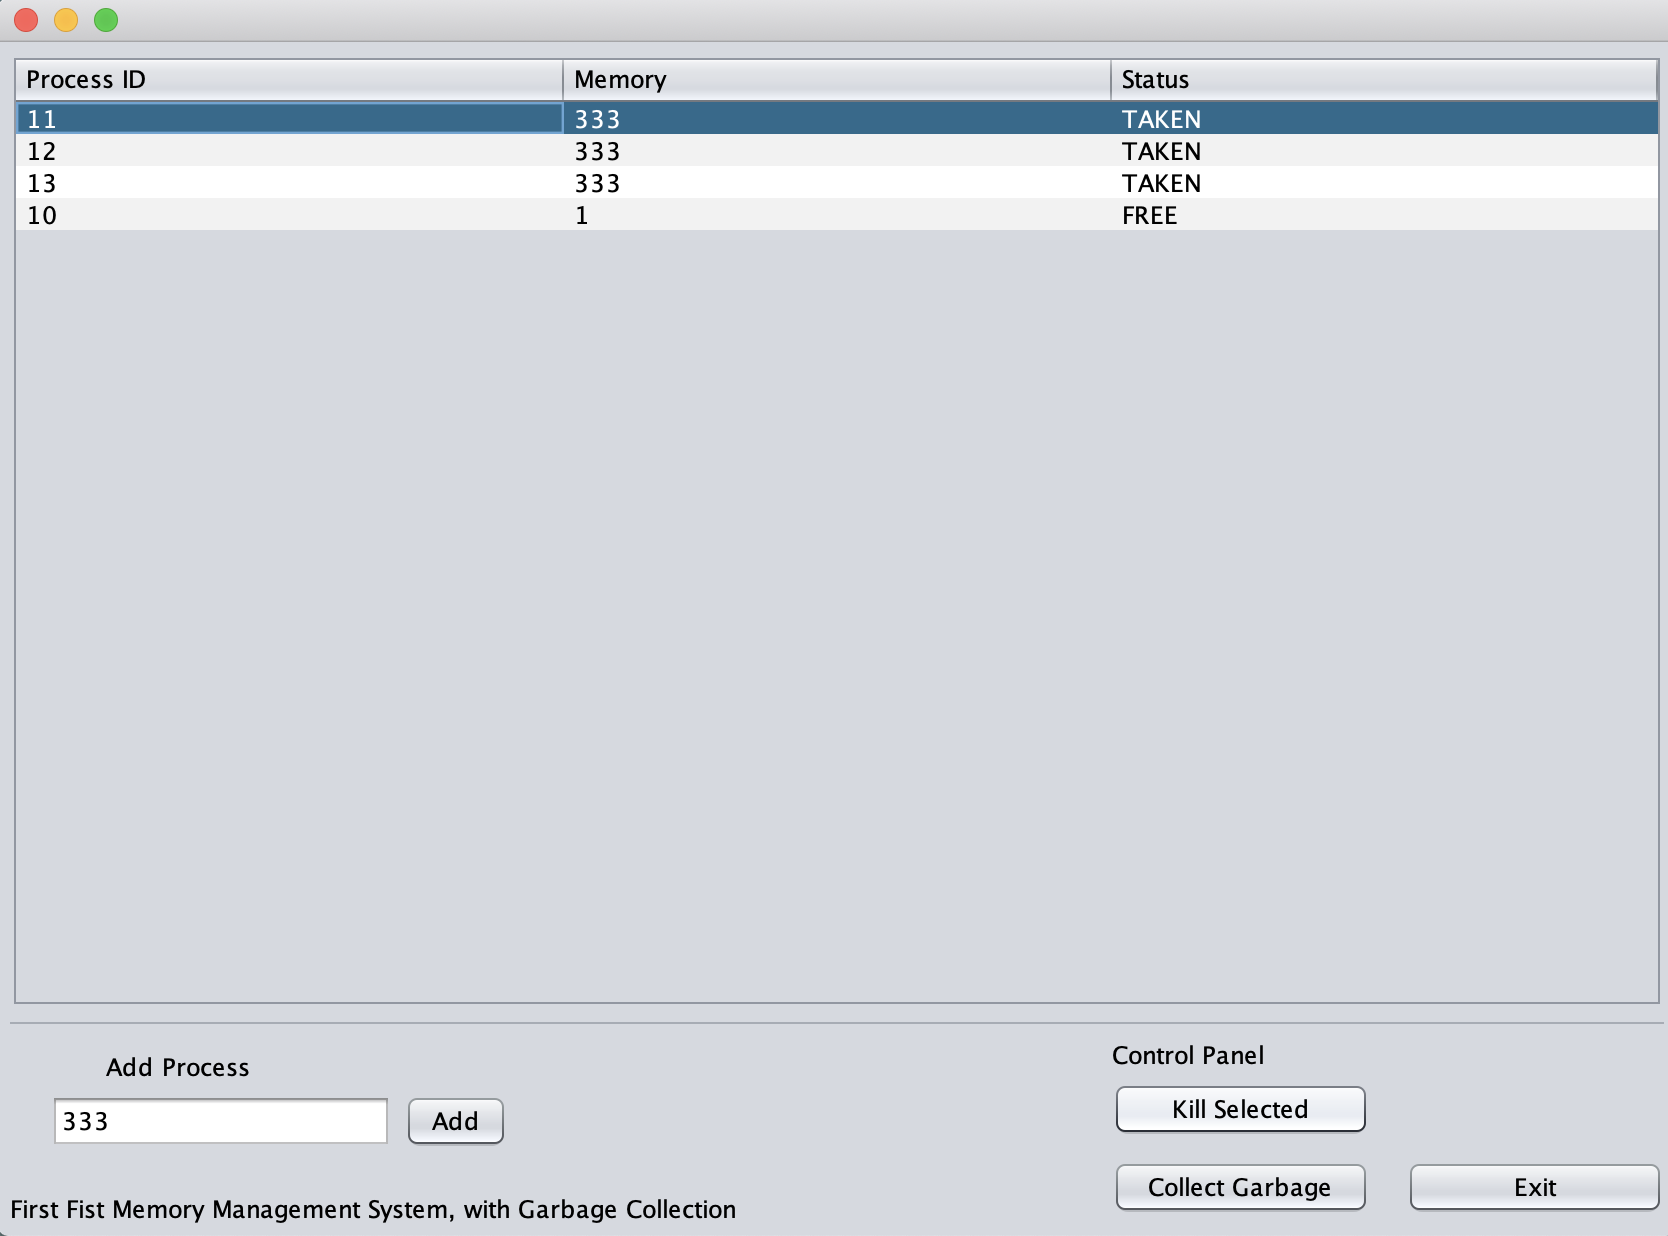 Process ID Memory Status
11 333 TAKEN
12 333 TAKEN
13 333 TAKEN
10 1 FREE
Add Process
333 Add
First Fist Memory Management System, with Garbage Collection
Control Panel
Kill Selected
Collect Garbage Exit